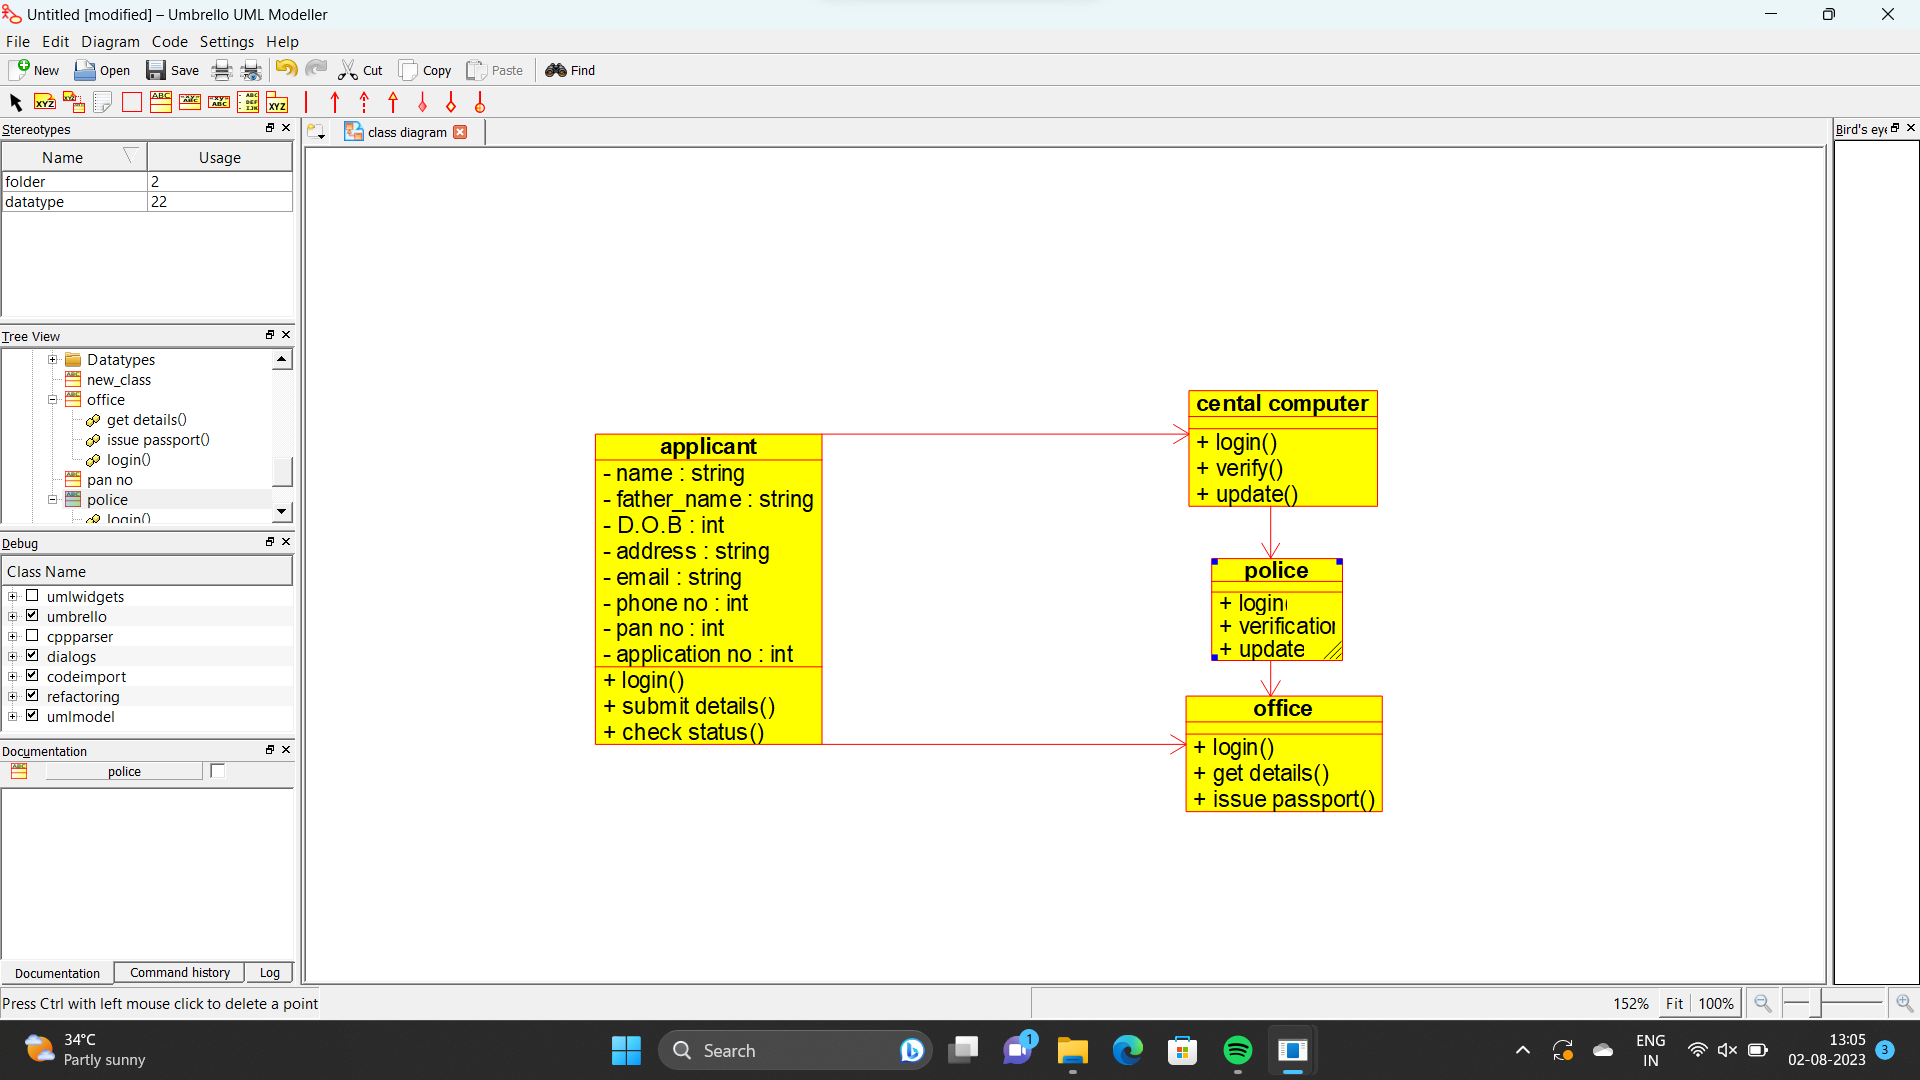 Untitled [modified] – Umbrello UML Modeller
File Edit Diagram Code Settings Help
New Open Save Cut Copy Paste Find
class diagram
Stereotypes
Name Usage
folder 2
datatype 22
Tree View
Datatypes
new_class
office
get details()
issue passport()
login()
pan no
police
login()
Debug
Class Name
umlwidgets
umbrello
cppparser
dialogs
codeimport
refactoring
umlmodel
Documentation
police
Documentation Command history Log
Press Ctrl with left mouse click to delete a point
applicant
- name : string
- father_name : string
- D.O.B : int
- address : string
- email : string
- phone no : int
- pan no : int
- application no : int
+ login()
+ submit details()
+ check status()
cental computer
+ login()
+ verify()
+ update()
police
+ login(
+ verification
+ update
office
+ login()
+ get details()
+ issue passport()
Bird's eye
152% Fit 100%
34°C
Partly sunny
Search
1
ENG
IN
13:05
02-08-2023
3